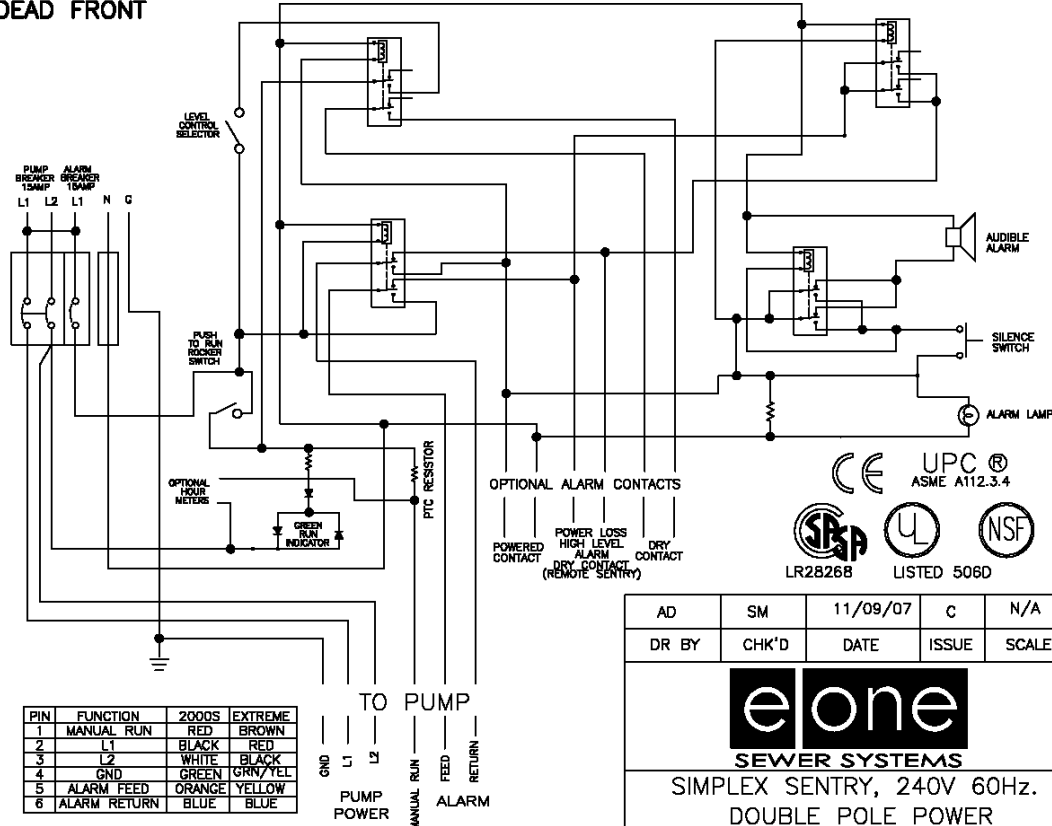 DEAD FRONT
LEVEL
CONTROL
SELECTOR
PUMP
BREAKER
15AMP
ALARM
BREAKER
15AMP
L1 L2 L1 N G
AUDIBLE
ALARM
PUSH
TO RUN
ROCKER
SWITCH
SILENCE
SWITCH
ALARM LAMP
OPTIONAL
HOUR
METERS
GREEN
RUN
INDICATOR
PTC RESISTOR
OPTIONAL ALARM CONTACTS
POWERED
CONTACT
POWER LOSS
HIGH LEVEL
ALARM
DRY CONTACT
(REMOTE SENTRY)
DRY
CONTACT
CE
UPC ®
ASME A112.3.4
SA
SA
UL
NSF
LR28268
LISTED 506D
AD SM 11/09/07 C N/A
DR BY CHK'D DATE ISSUE SCALE
TO PUMP
PIN FUNCTION 2000S EXTREME
1 MANUAL RUN RED BROWN
2 L1 BLACK RED
3 L2 WHITE BLACK
4 GND GREEN GRN/YEL
5 ALARM FEED ORANGE YELLOW
6 ALARM RETURN BLUE BLUE
GND
L1
L2
MANUAL RUN
FEED
RETURN
PUMP
POWER
ALARM
e one
SEWER SYSTEMS
SIMPLEX SENTRY, 240V 60Hz.
DOUBLE POLE POWER